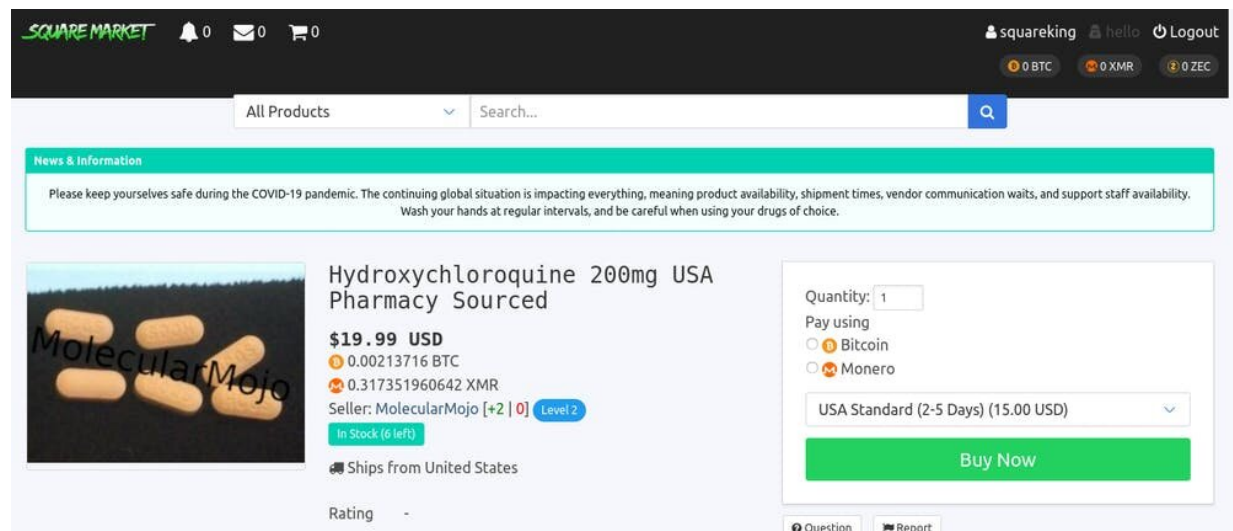 SQUARE MARKET 0 0 0 squareking hello Logout
0 BTC 0 XMR 0 ZEC
All Products Search...
News & Information
Please keep yourselves safe during the COVID-19 pandemic. The continuing global situation is impacting everything, meaning product availability, shipment times, vendor communication waits, and support staff availability.
Wash your hands at regular intervals, and be careful when using your drugs of choice.
MolecularMojo
Hydroxychloroquine 200mg USA
Pharmacy Sourced
$19.99 USD
0.00213716 BTC
0.317351960642 XMR
Seller: MolecularMojo [+2 | 0] Level 2
In Stock (6 left)
Ships from United States
Rating -
Quantity: 1
Pay using
Bitcoin
Monero
USA Standard (2-5 Days) (15.00 USD)
Buy Now
Question Report